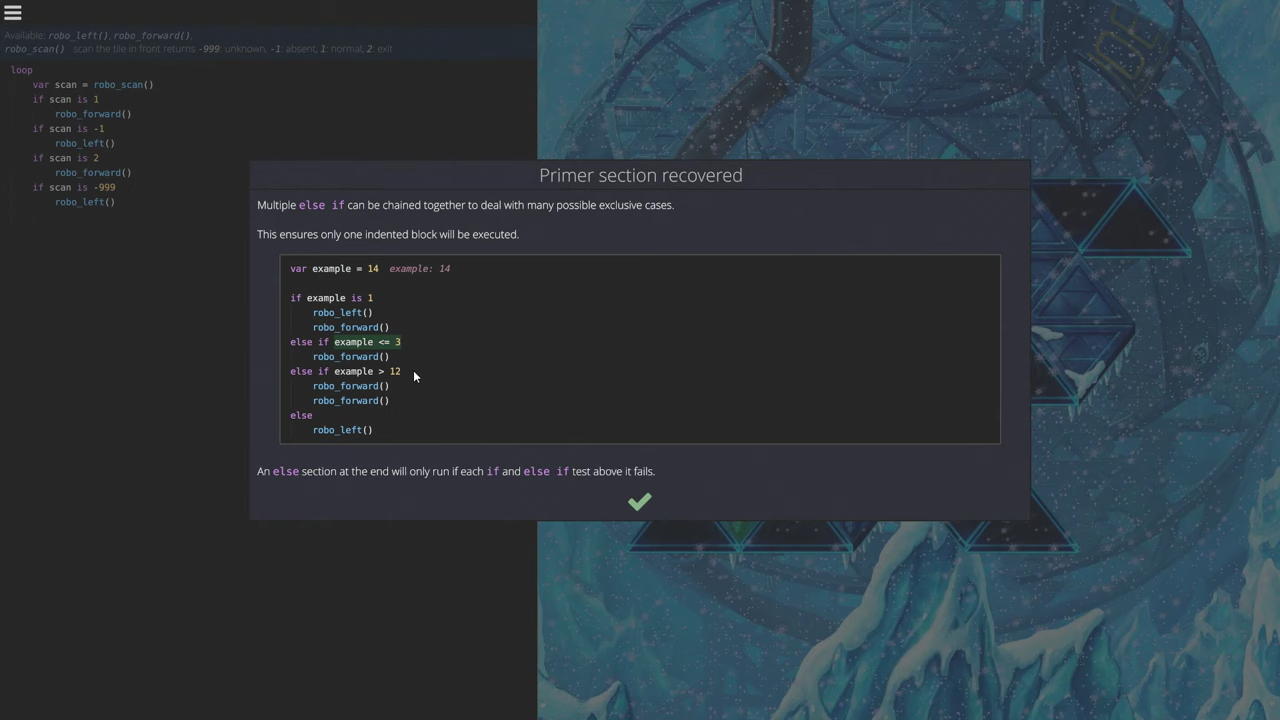 Available: robo_left(), robo_forward(),
robo_scan() scan the tile in front returns -999: unknown, -1: absent, 1: normal, 2: exit
loop
var scan = robo_scan()
if scan is 1
robo_forward()
if scan is -1
robo_left()
if scan is 2
robo_forward()
if scan is -999
robo_left()
Primer section recovered
Multiple else if can be chained together to deal with many possible exclusive cases.
This ensures only one indented block will be executed.
var example = 14 example: 14
if example is 1
robo_left()
robo_forward()
else if example <= 3
robo_forward()
else if example > 12
robo_forward()
robo_forward()
else
robo_left()
An else section at the end will only run if each if and else if test above it fails.